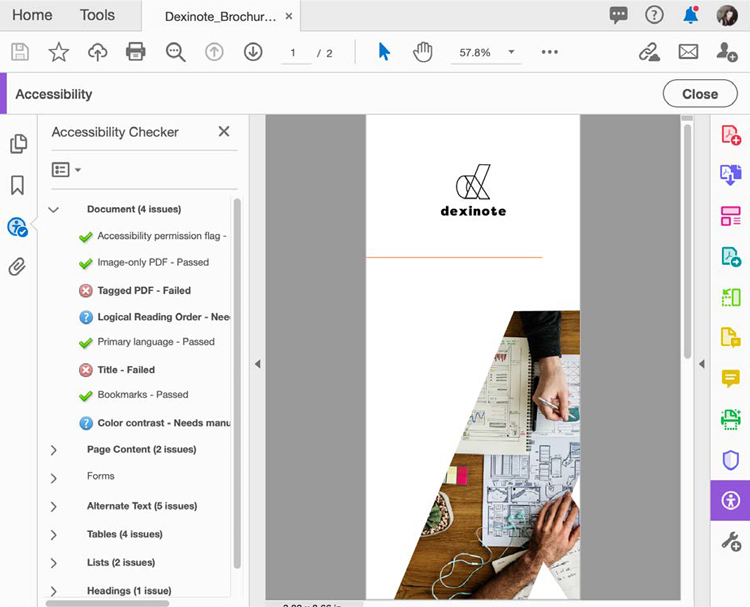 Home Tools Dexinote_Brochur... ×
1 / 2 57.8%
Accessibility Close
Accessibility Checker
Document (4 issues)
Accessibility permission flag -
Image-only PDF - Passed
Tagged PDF - Failed
Logical Reading Order - Nee
Primary language - Passed
Title - Failed
Bookmarks - Passed
Color contrast - Needs manu
Page Content (2 issues)
Forms
Alternate Text (5 issues)
Tables (4 issues)
Lists (2 issues)
Headings (1 issue)
dexinote